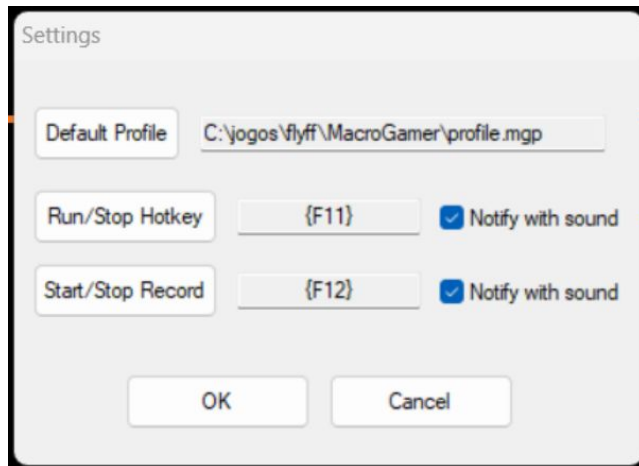 Settings
Default Profile C:\jogos\flyff\MacroGamer\profile.mgp
Run/Stop Hotkey {F11} Notify with sound
Start/Stop Record {F12} Notify with sound
OK Cancel